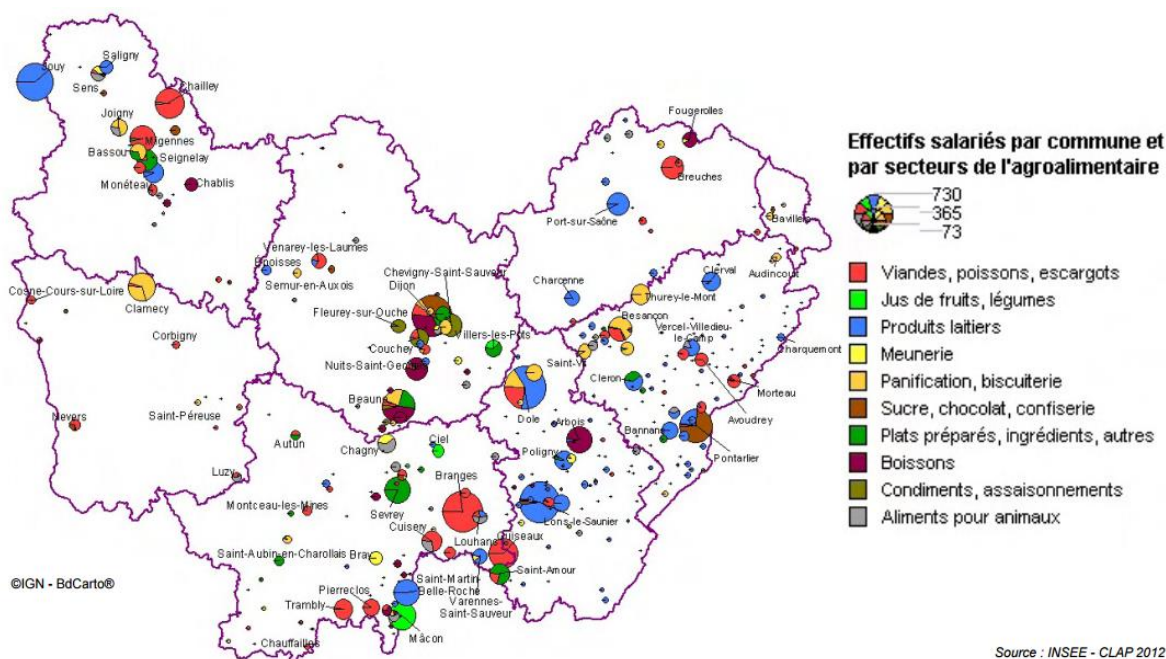 Saligny
Jouy
Sens
Chailley
Joigny
Migennes
Bassou
Seignelay
Monéteau
Chablis
Fougerolles
Breuches
Port-sur-Saône
Bavilliers
Venarey-les-Laumes
Époisses
Semur-en-Auxois
Chevigny-Saint-Sauveur
Dijon
Fleurey-sur-Ouche
Villers-les-Pots
Couchey
Nuits-Saint-Georges
Beaune
Charcenne
Clerval
Audincourt
Thurey-le-Mont
Besançon
Vercel-Villedieu-
le-Camp
Charquemont
Saint-Vit
Cleron
Morteau
Avoudrey
Dole
Arbois
Bannans
Pontarlier
Poligny
Cosne-Cours-sur-Loire
Clamecy
Corbigny
Saint-Péreuse
Nevers
Luzy
Autun
Chagny
Ciel
Branges
Montceau-les-Mines
Sevrey
Lons-le-Saunier
Cuisery
Louhans
Cuiseaux
Saint-Aubin-en-Charollais
Bray
Saint-Amour
Saint-Martin
Belle-Roche
Varennes-
Saint-Sauveur
Pierreclos
Trambly
Mâcon
Chauffailles
©IGN - BdCarto®
Effectifs salariés par commune et
par secteurs de l'agroalimentaire
730
365
73
Viandes, poissons, escargots
Jus de fruits, légumes
Produits laitiers
Meunerie
Panification, biscuiterie
Sucre, chocolat, confiserie
Plats préparés, ingrédients, autres
Boissons
Condiments, assaisonnements
Aliments pour animaux
Source : INSEE - CLAP 2012